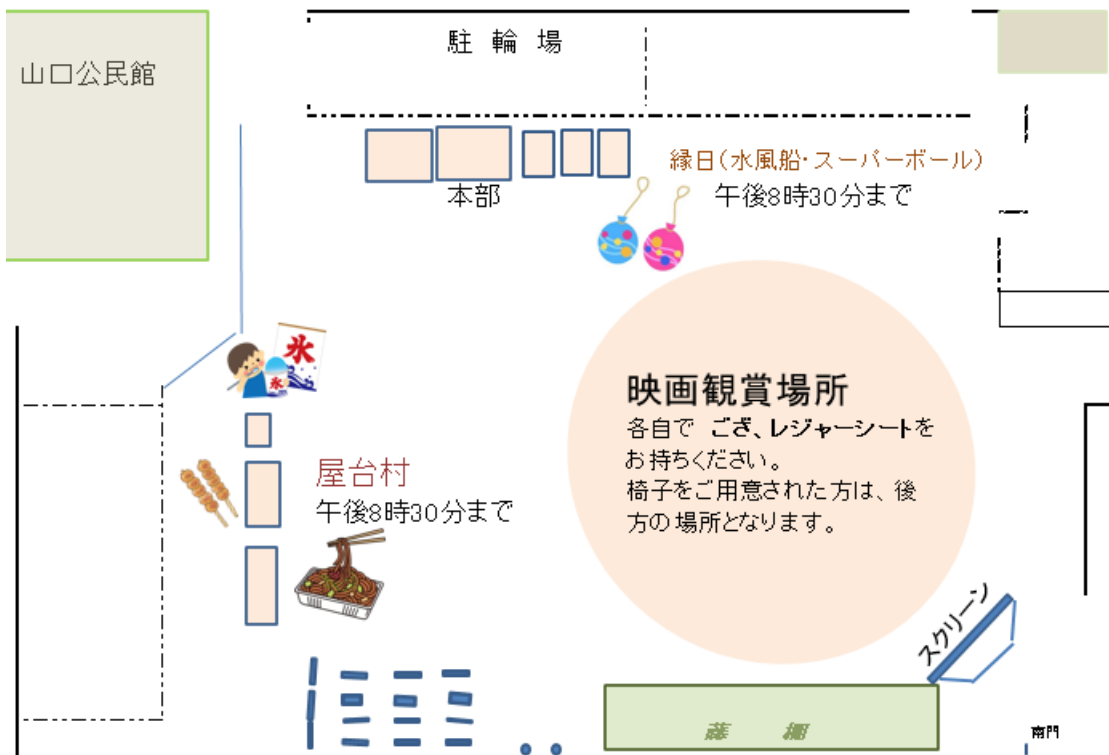 駐 輪 場
山口公民館
縁日(水風船・スーパーボール)
午後8時30分まで
本部
氷
氷
映画観賞場所
各自で ござ、レジャーシートを
お持ちください。
椅子をご用意された方は、後
方の場所となります。
屋台村
午後8時30分まで
スクリーン
藤 棚
南門